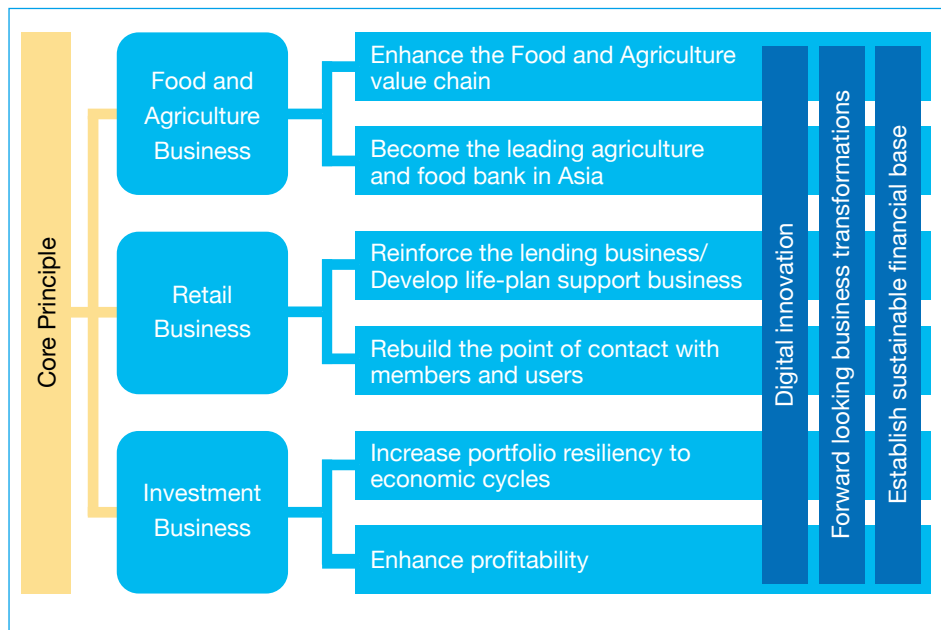 Core Principle
Food and
Agriculture
Business
Enhance the Food and Agriculture
value chain
Become the leading agriculture
and food bank in Asia
Retail
Business
Reinforce the lending business/
Develop life-plan support business
Rebuild the point of contact with
members and users
Investment
Business
Increase portfolio resiliency to
economic cycles
Enhance profitability
Digital innovation
Forward looking business transformations
Establish sustainable financial base